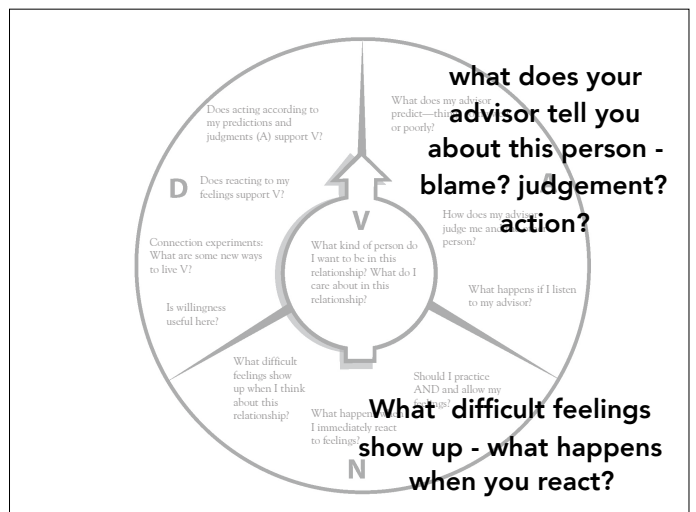 what does your
advisor tell you
about this person -
blame? judgement?
action?
What does my advisor
or poorly?
A
How does my advisor
judge me and
person?
What happens if I listen
to my advisor?
Does acting according to
my predictions and
judgments (A) support V?
D
Does reacting to my
feelings support V?
Connection experiments:
What are some new ways
to live V?
Is willingness
useful here?
V
What kind of person do
I want to be in this
relationship? What do I
care about in this
relationship?
What difficult
feelings show
up when I think
about this
relationship?
What happens when
I immediately react
to feelings?
N
Should I practice
AND and allow my
feelings?
What difficult feelings
show up - what happens
when you react?